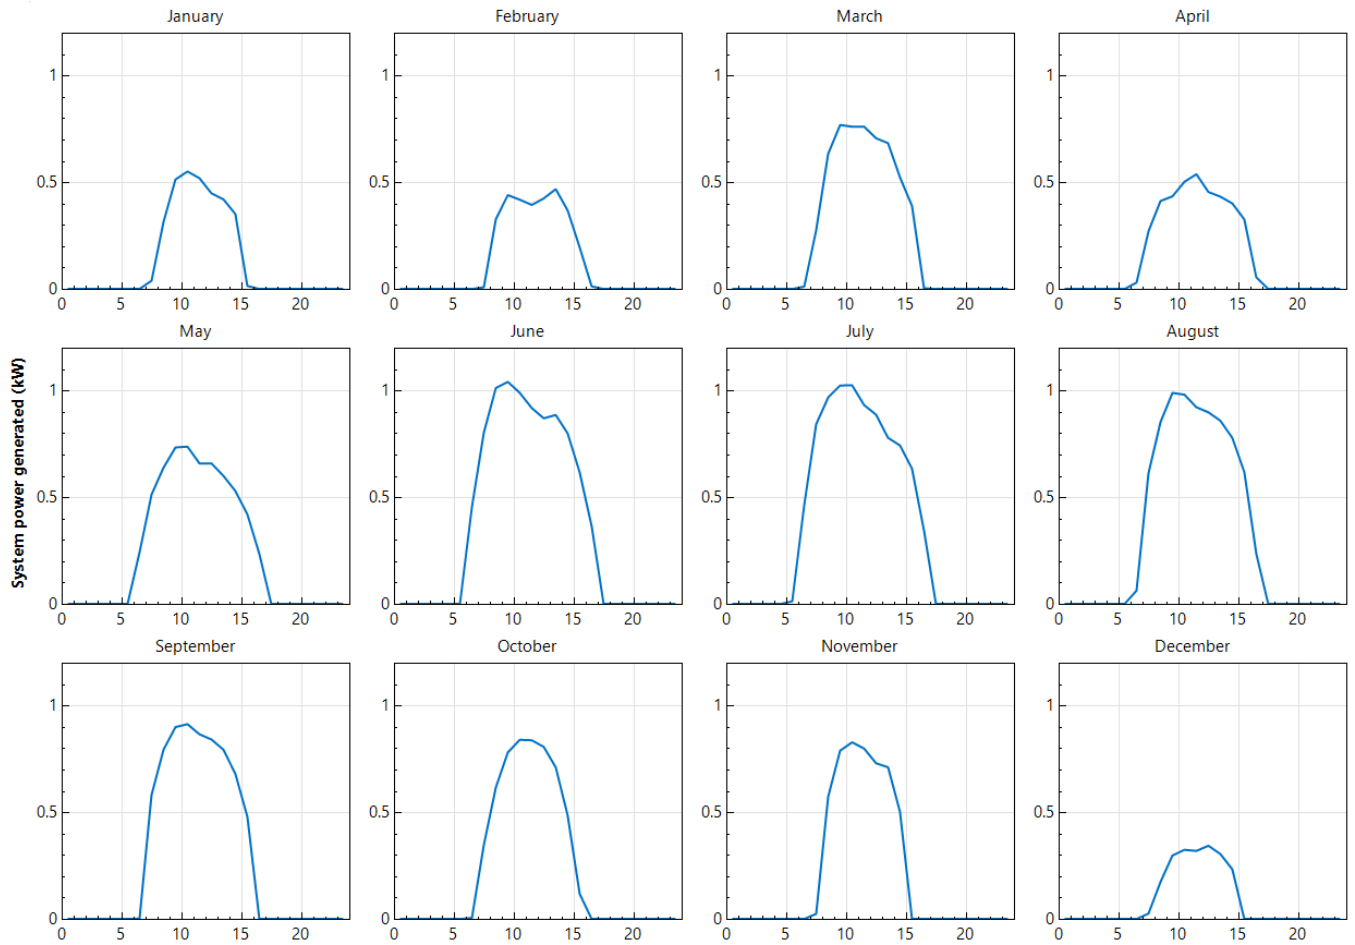 January February March April
1 1 1 1
0.5 0.5 0.5 0.5
0 0 0 0
0 5 10 15 20 0 5 10 15 20 0 5 10 15 20 0 5 10 15 20
May June July August
System power generated (kW)
1 1 1 1
0.5 0.5 0.5 0.5
0 0 0 0
0 5 10 15 20 0 5 10 15 20 0 5 10 15 20 0 5 10 15 20
September October November December
1 1 1 1
0.5 0.5 0.5 0.5
0 0 0 0
0 5 10 15 20 0 5 10 15 20 0 5 10 15 20 0 5 10 15 20